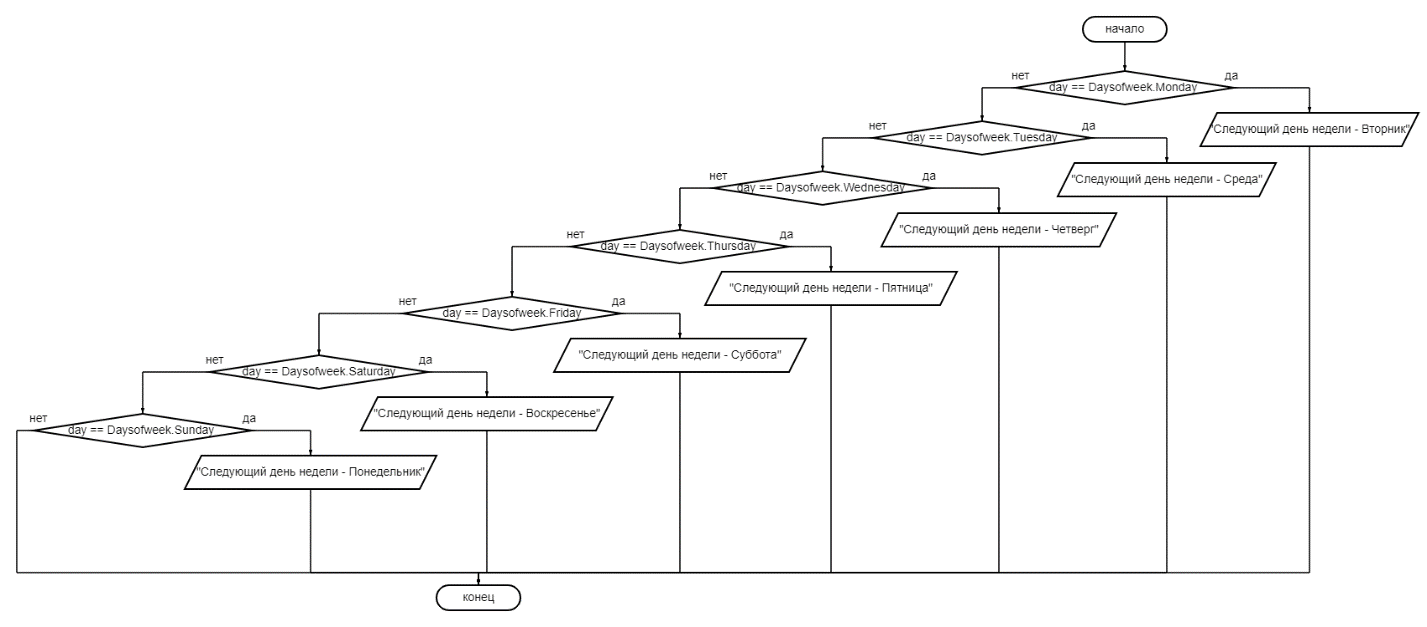 начало
нет
да
day == Daysofweek.Monday
"Следующий день недели - Вторник"
нет
да
day == Daysofweek.Tuesday
"Следующий день недели - Среда"
нет
да
day == Daysofweek.Wednesday
"Следующий день недели - Четверг"
нет
да
day == Daysofweek.Thursday
"Следующий день недели - Пятница"
нет
да
day == Daysofweek.Friday
"Следующий день недели - Суббота"
нет
да
day == Daysofweek.Saturday
"Следующий день недели - Воскресенье"
нет
да
day == Daysofweek.Sunday
"Следующий день недели - Понедельник"
конец